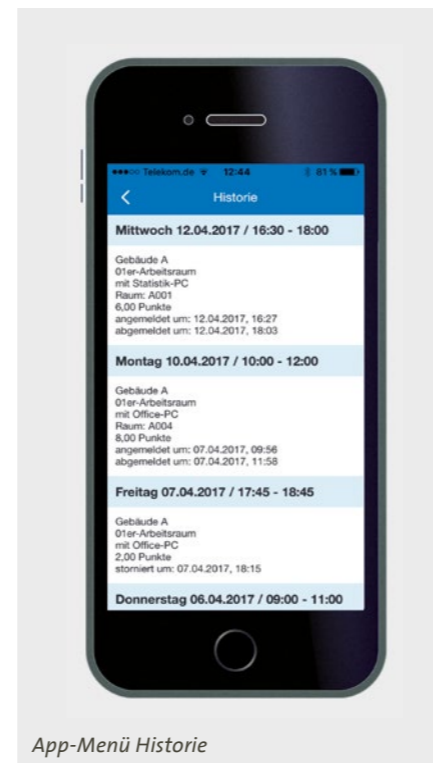 Telekom.de 12:44 81 %
Historie
Mittwoch 12.04.2017 / 16:30 - 18:00
Gebäude A
01er-Arbeitsraum
mit Statistik-PC
Raum: A001
6,00 Punkte
angemeldet um: 12.04.2017, 16:27
abgemeldet um: 12.04.2017, 18:03
Montag 10.04.2017 / 10:00 - 12:00
Gebäude A
01er-Arbeitsraum
mit Office-PC
Raum: A004
8,00 Punkte
angemeldet um: 07.04.2017, 09:56
abgemeldet um: 07.04.2017, 11:58
Freitag 07.04.2017 / 17:45 - 18:45
Gebäude A
01er-Arbeitsraum
mit Office-PC
2,00 Punkte
storniert um: 07.04.2017, 18:15
Donnerstag 06.04.2017 / 09:00 - 11:00
App-Menü Historie